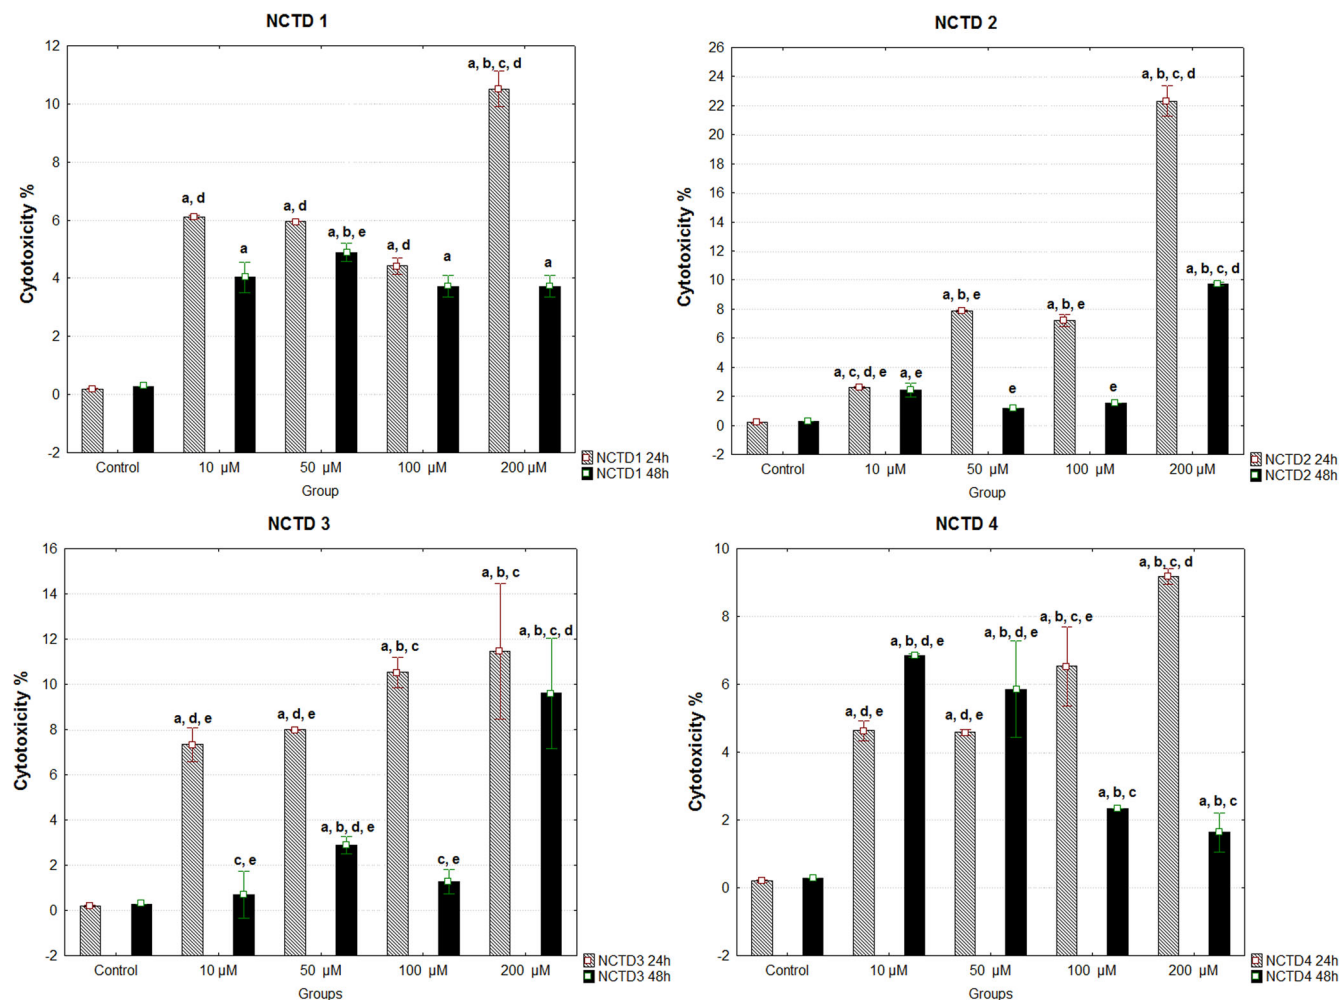 NCTD 1
12
10
8
6
4
2
0
-2
Cytotoxicity %
a, d
a
a, d
a, b, e
a, d
a
a, b, c, d
a
Control
10 µM
50 µM
100 µM
200 µM
Group
NCTD1 24h
NCTD1 48h
NCTD 2
26
24
22
20
18
16
14
12
10
8
6
4
2
0
-2
Cytotoxicity %
a, c, d, e
a, e
a, b, e
e
a, b, e
e
a, b, c, d
a, b, c, d
Control
10 µM
50 µM
100 µM
200 µM
Group
NCTD2 24h
NCTD2 48h
NCTD 3
16
14
12
10
8
6
4
2
0
-2
Cytotoxicity %
a, d, e
c, e
a, d, e
a, b, d, e
a, b, c
c, e
a, b, c
a, b, c, d
Control
10 µM
50 µM
100 µM
200 µM
Groups
NCTD3 24h
NCTD3 48h
NCTD 4
10
8
6
4
2
0
-2
Cytotoxicity %
a, d, e
a, b, d, e
a, d, e
a, b, d, e
a, b, c, e
a, b, c
a, b, c, d
a, b, c
Control
10 µM
50 µM
100 µM
200 µM
Groups
NCTD4 24h
NCTD4 48h